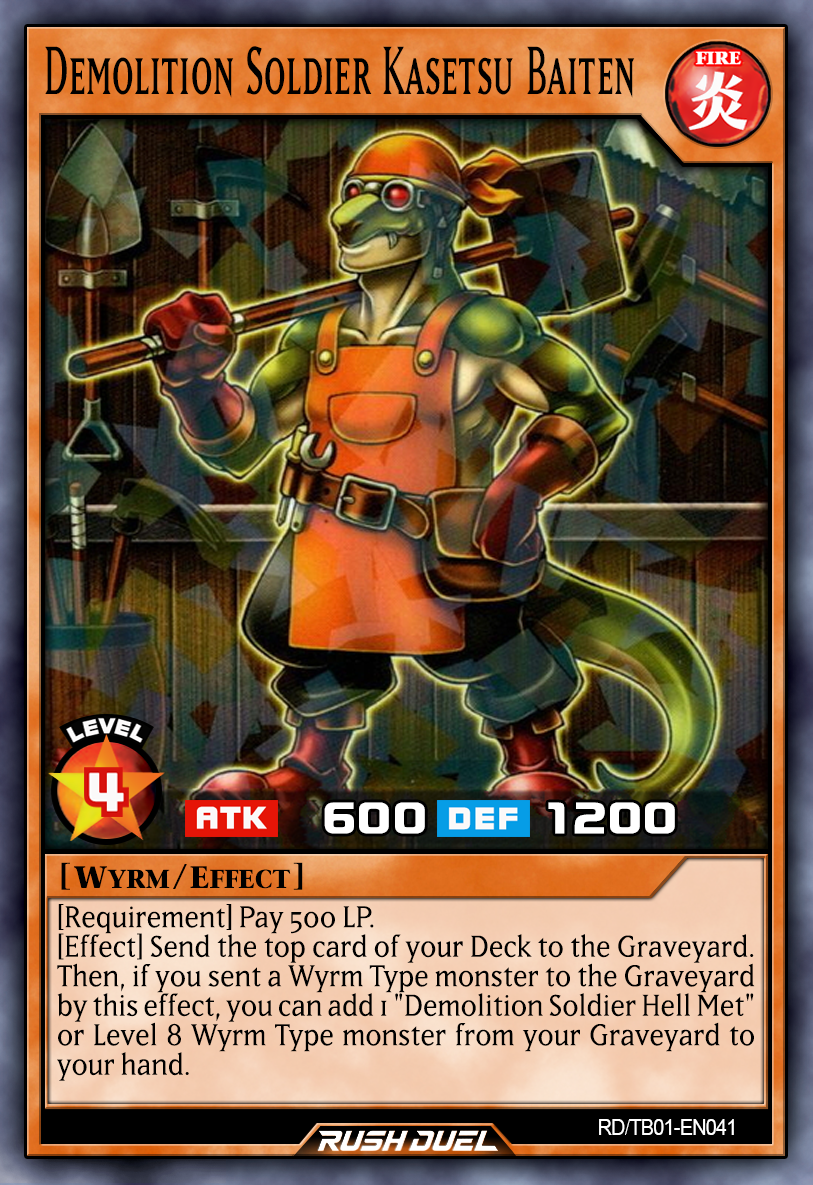 Demolition Soldier Kasetsu Baiten
FIRE
炎
LEVEL
4
ATK 600 DEF 1200
[Wyrm/Effect]
[Requirement] Pay 500 LP.
[Effect] Send the top card of your Deck to the Graveyard.
Then, if you sent a Wyrm Type monster to the Graveyard
by this effect, you can add 1 "Demolition Soldier Hell Met"
or Level 8 Wyrm Type monster from your Graveyard to
your hand.
RUSH DUEL
RD/TB01-EN041